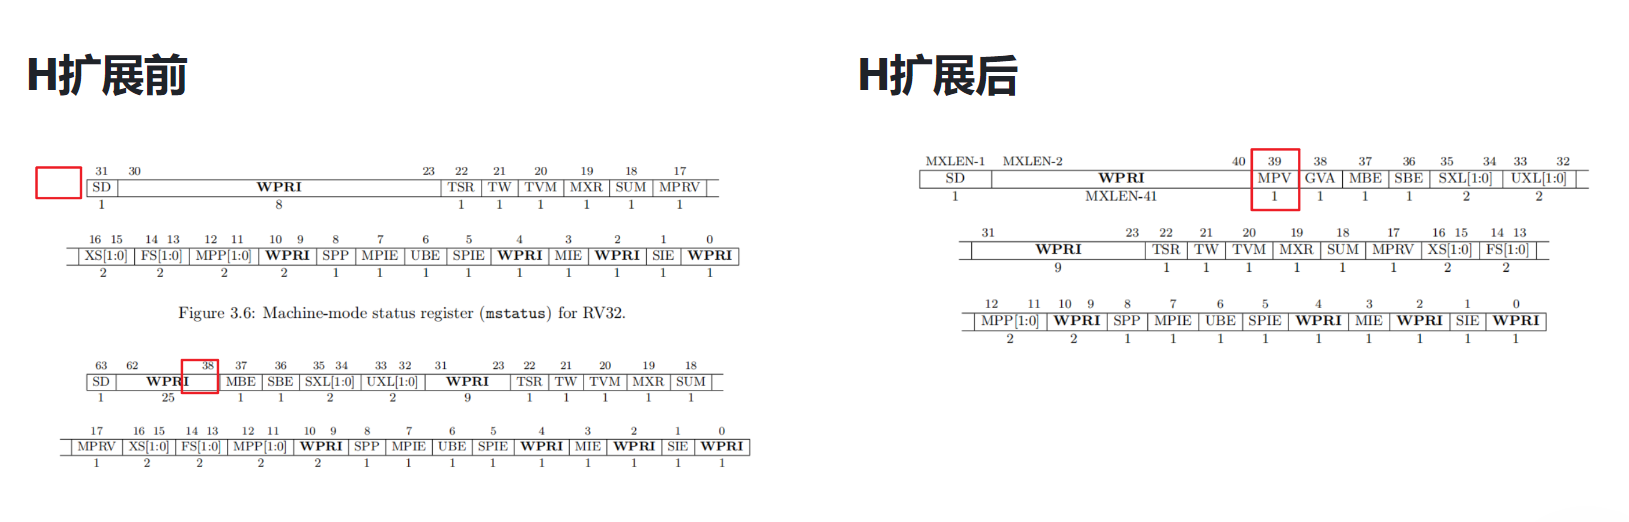 H扩展前
31 30 23 22 21 20 19 18 17
SD WPRI TSR TW TVM MXR SUM MPRV
1 8 1 1 1 1 1 1
16 15 14 13 12 11 10 9 8 7 6 5 4 3 2 1 0
XS[1:0] FS[1:0] MPP[1:0] WPRI SPP MPIE UBE SPIE WPRI MIE WPRI SIE WPRI
2 2 2 2 1 1 1 1 1 1 1 1 1
Figure 3.6: Machine-mode status register (mstatus) for RV32.
63 62 38 37 36 35 34 33 32 31 23 22 21 20 19 18
SD WPRI MBE SBE SXL[1:0] UXL[1:0] WPRI TSR TW TVM MXR SUM
1 25 1 1 2 2 9 1 1 1 1 1
17 16 15 14 13 12 11 10 9 8 7 6 5 4 3 2 1 0
MPRV XS[1:0] FS[1:0] MPP[1:0] WPRI SPP MPIE UBE SPIE WPRI MIE WPRI SIE WPRI
1 2 2 2 2 1 1 1 1 1 1 1 1 1
H扩展后
MXLEN-1 MXLEN-2 40 39 38 37 36 35 34 33 32
SD WPRI MPV GVA MBE SBE SXL[1:0] UXL[1:0]
1 MXLEN-41 1 1 1 1 2 2
31 23 22 21 20 19 18 17 16 15 14 13
WPRI TSR TW TVM MXR SUM MPRV XS[1:0] FS[1:0]
9 1 1 1 1 1 1 2 2
12 11 10 9 8 7 6 5 4 3 2 1 0
MPP[1:0] WPRI SPP MPIE UBE SPIE WPRI MIE WPRI SIE WPRI
2 2 1 1 1 1 1 1 1 1 1